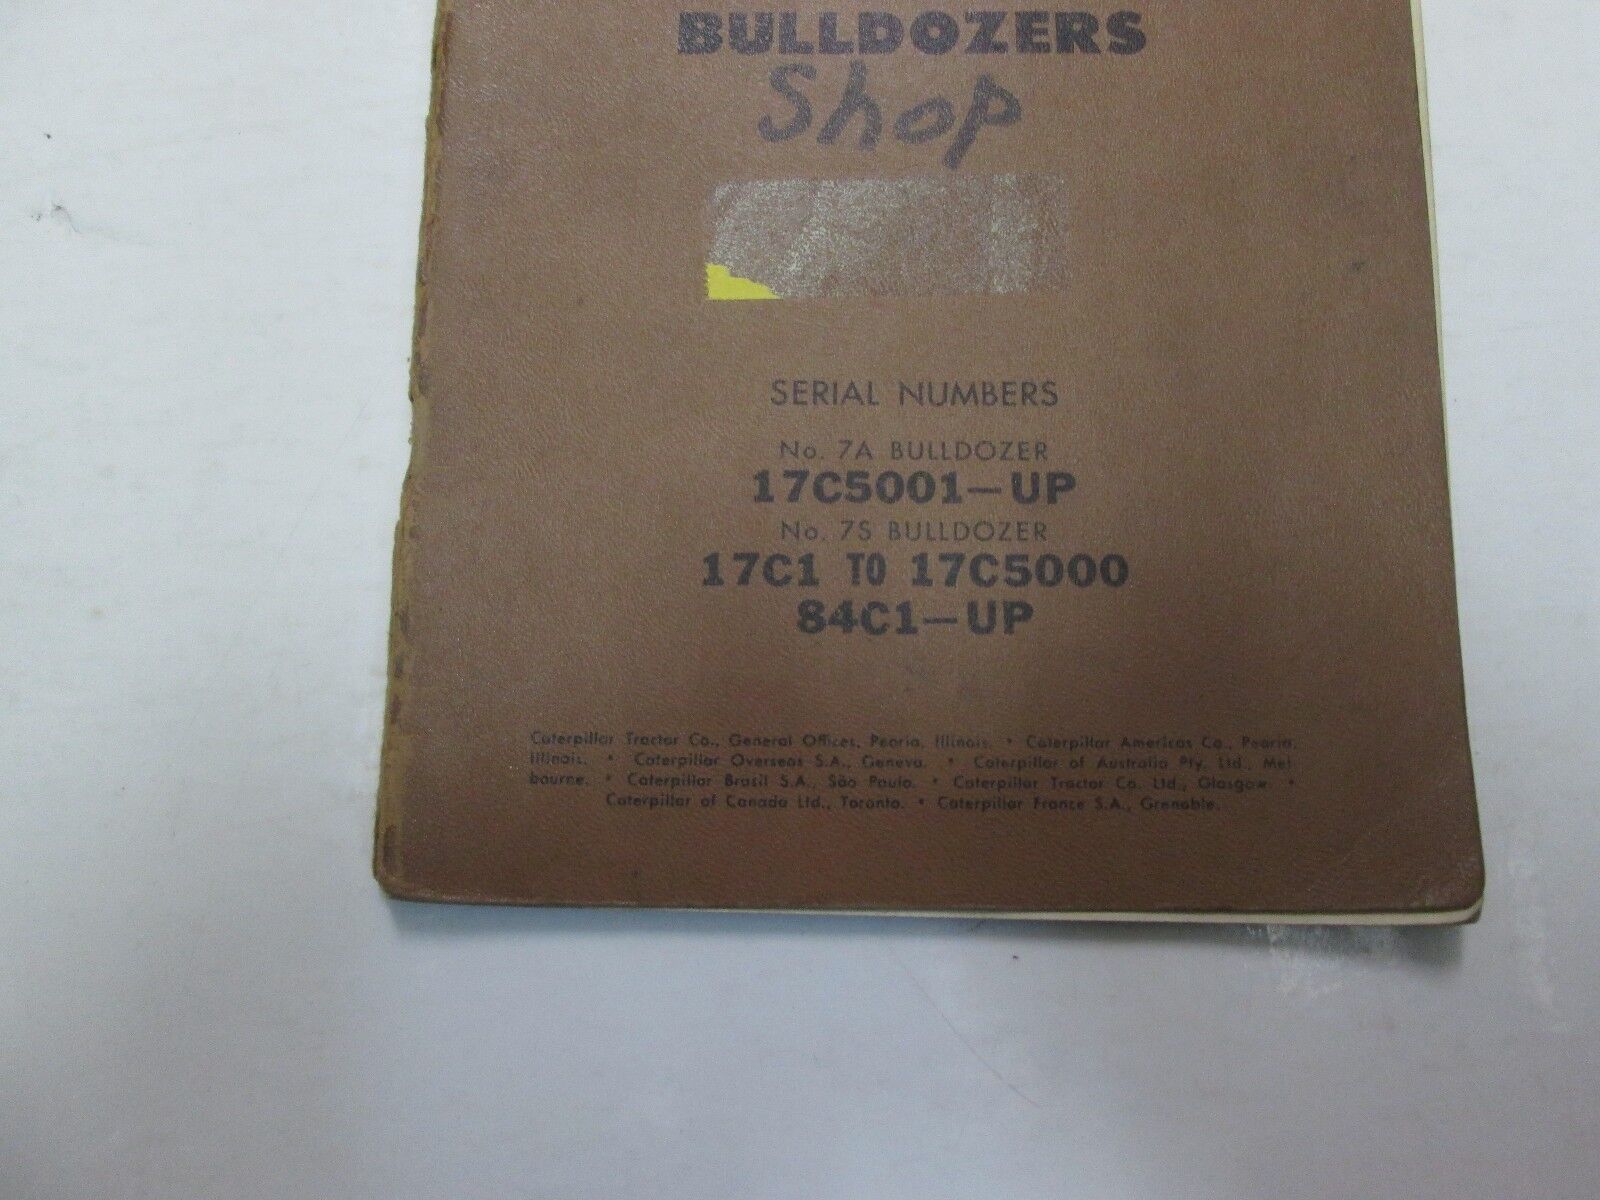 BULLDOZERS
Shop
SERIAL NUMBERS
No. 7A BULLDOZER
17C5001—UP
No. 7S BULLDOZER
17C1 TO 17C5000
84C1—UP
Caterpillar Tractor Co., General Offices, Peoria, Illinois. • Caterpillar Americas Co., Peoria,
Illinois. • Caterpillar Overseas S.A., Geneva. • Caterpillar of Australia Pty. Ltd., Mel
bourne. • Caterpillar Brasil S.A., São Paulo. • Caterpillar Tractor Co. Ltd., Glasgow •
Caterpillar of Canada Ltd., Toronto. • Caterpillar France S.A., Grenoble.